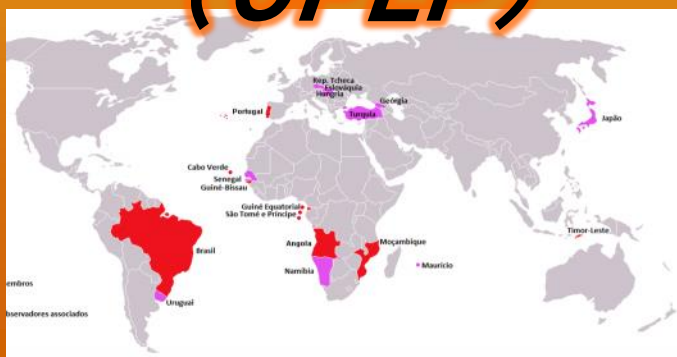 Rep. Tcheca
Eslováquia
Hungria
Geórgia
Portugal
Turquia
Japão
Cabo Verde
Senegal
Guiné-Bissau
Guiné Equatorial
São Tomé e Príncipe
Timor-Leste
Angola
Moçambique
Brasil
Maurício
Namíbia
embros
Uruguai
bservadores associados